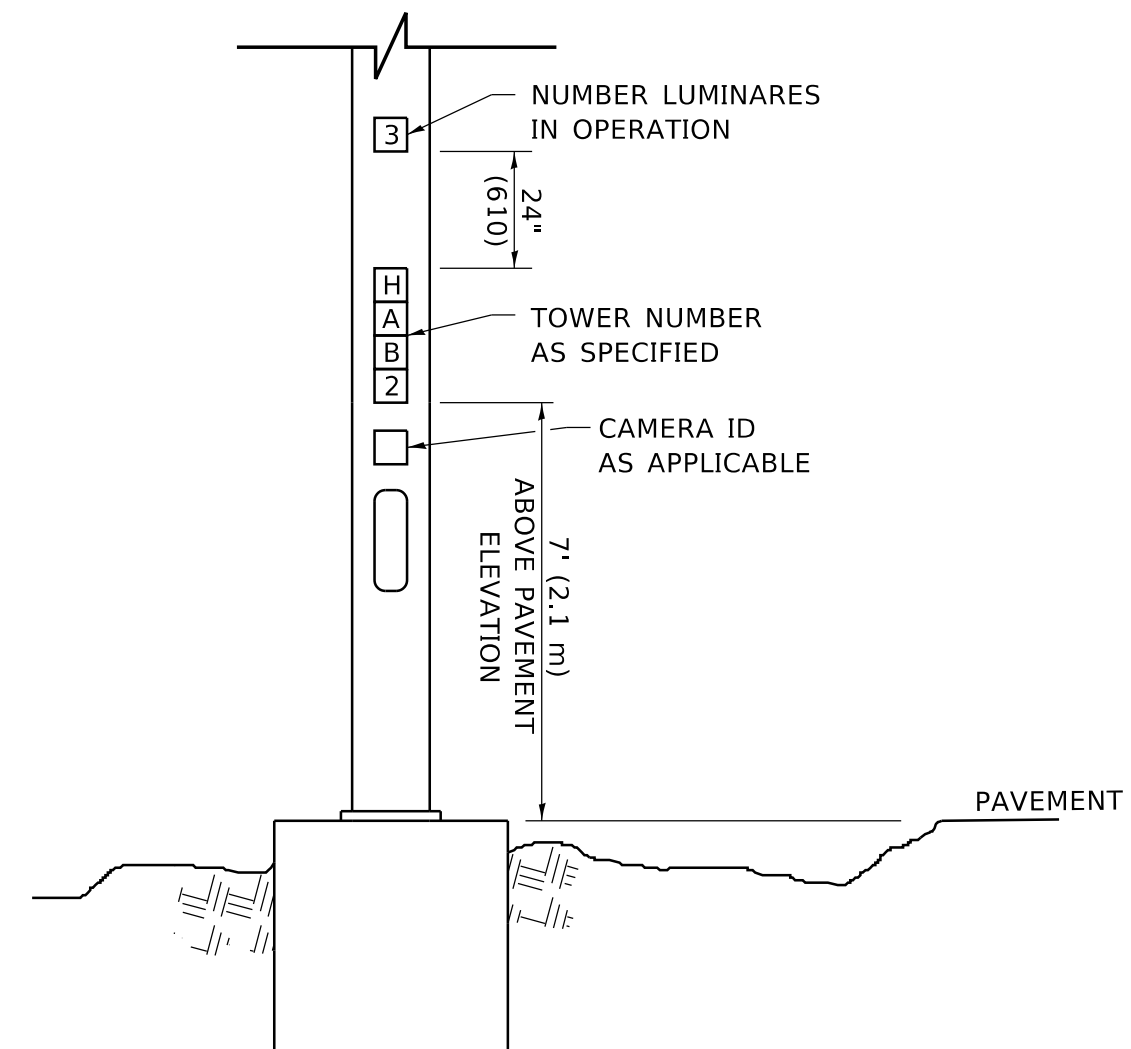 NUMBER LUMINARES
IN OPERATION
3
24"
(610)
H
A
B
2
TOWER NUMBER
AS SPECIFIED
CAMERA ID
AS APPLICABLE
7' (2.1 m)
ABOVE PAVEMENT
ELEVATION
PAVEMENT